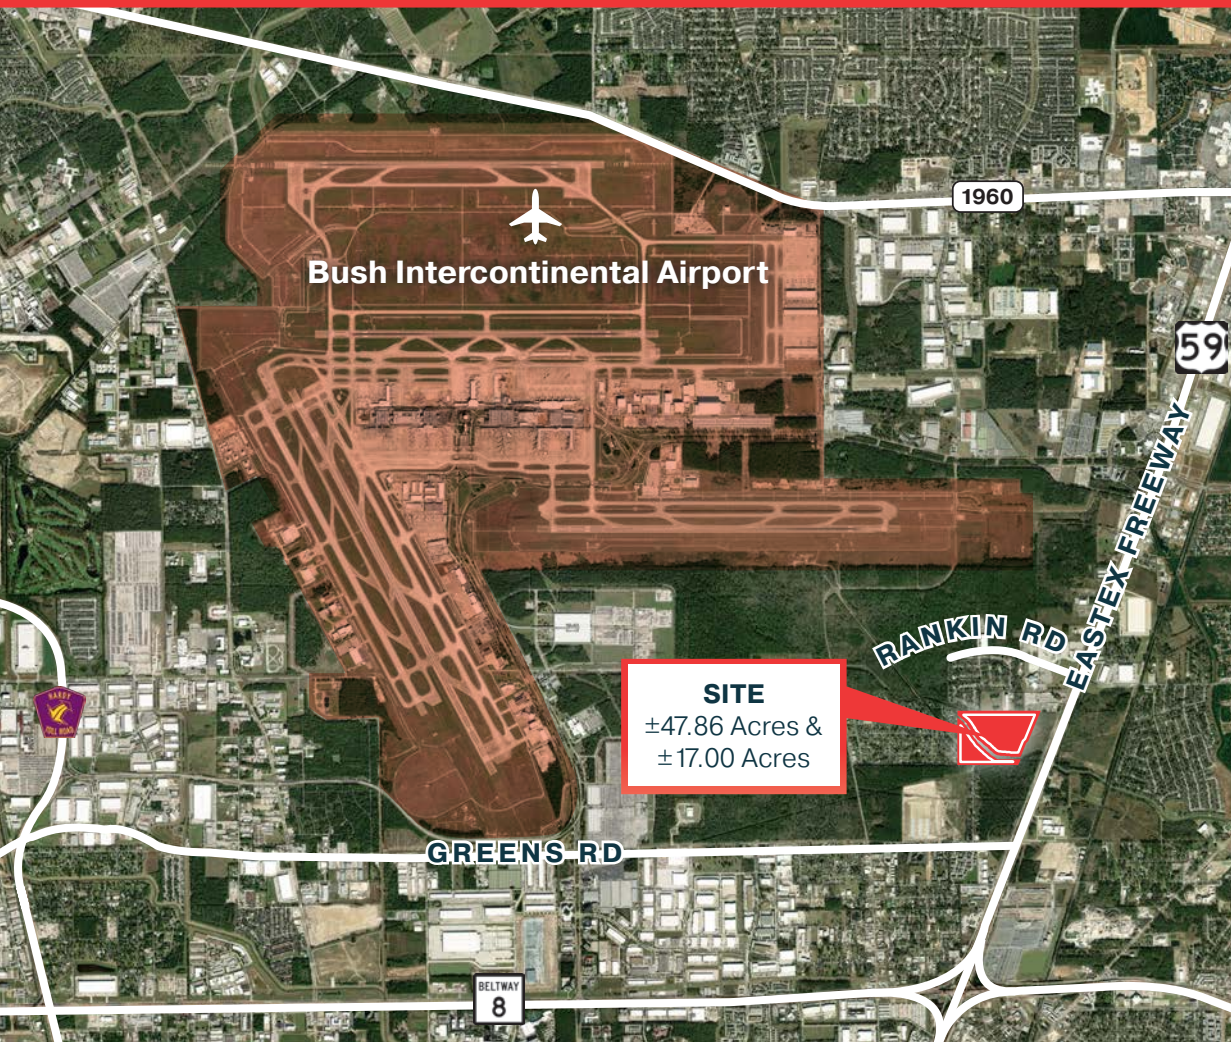 1960
Bush Intercontinental Airport
59
EASTEX FREEWAY
RANKIN RD
SITE
±47.86 Acres &
±17.00 Acres
HARDY
TOLL ROAD
GREENS RD
BELTWAY
8